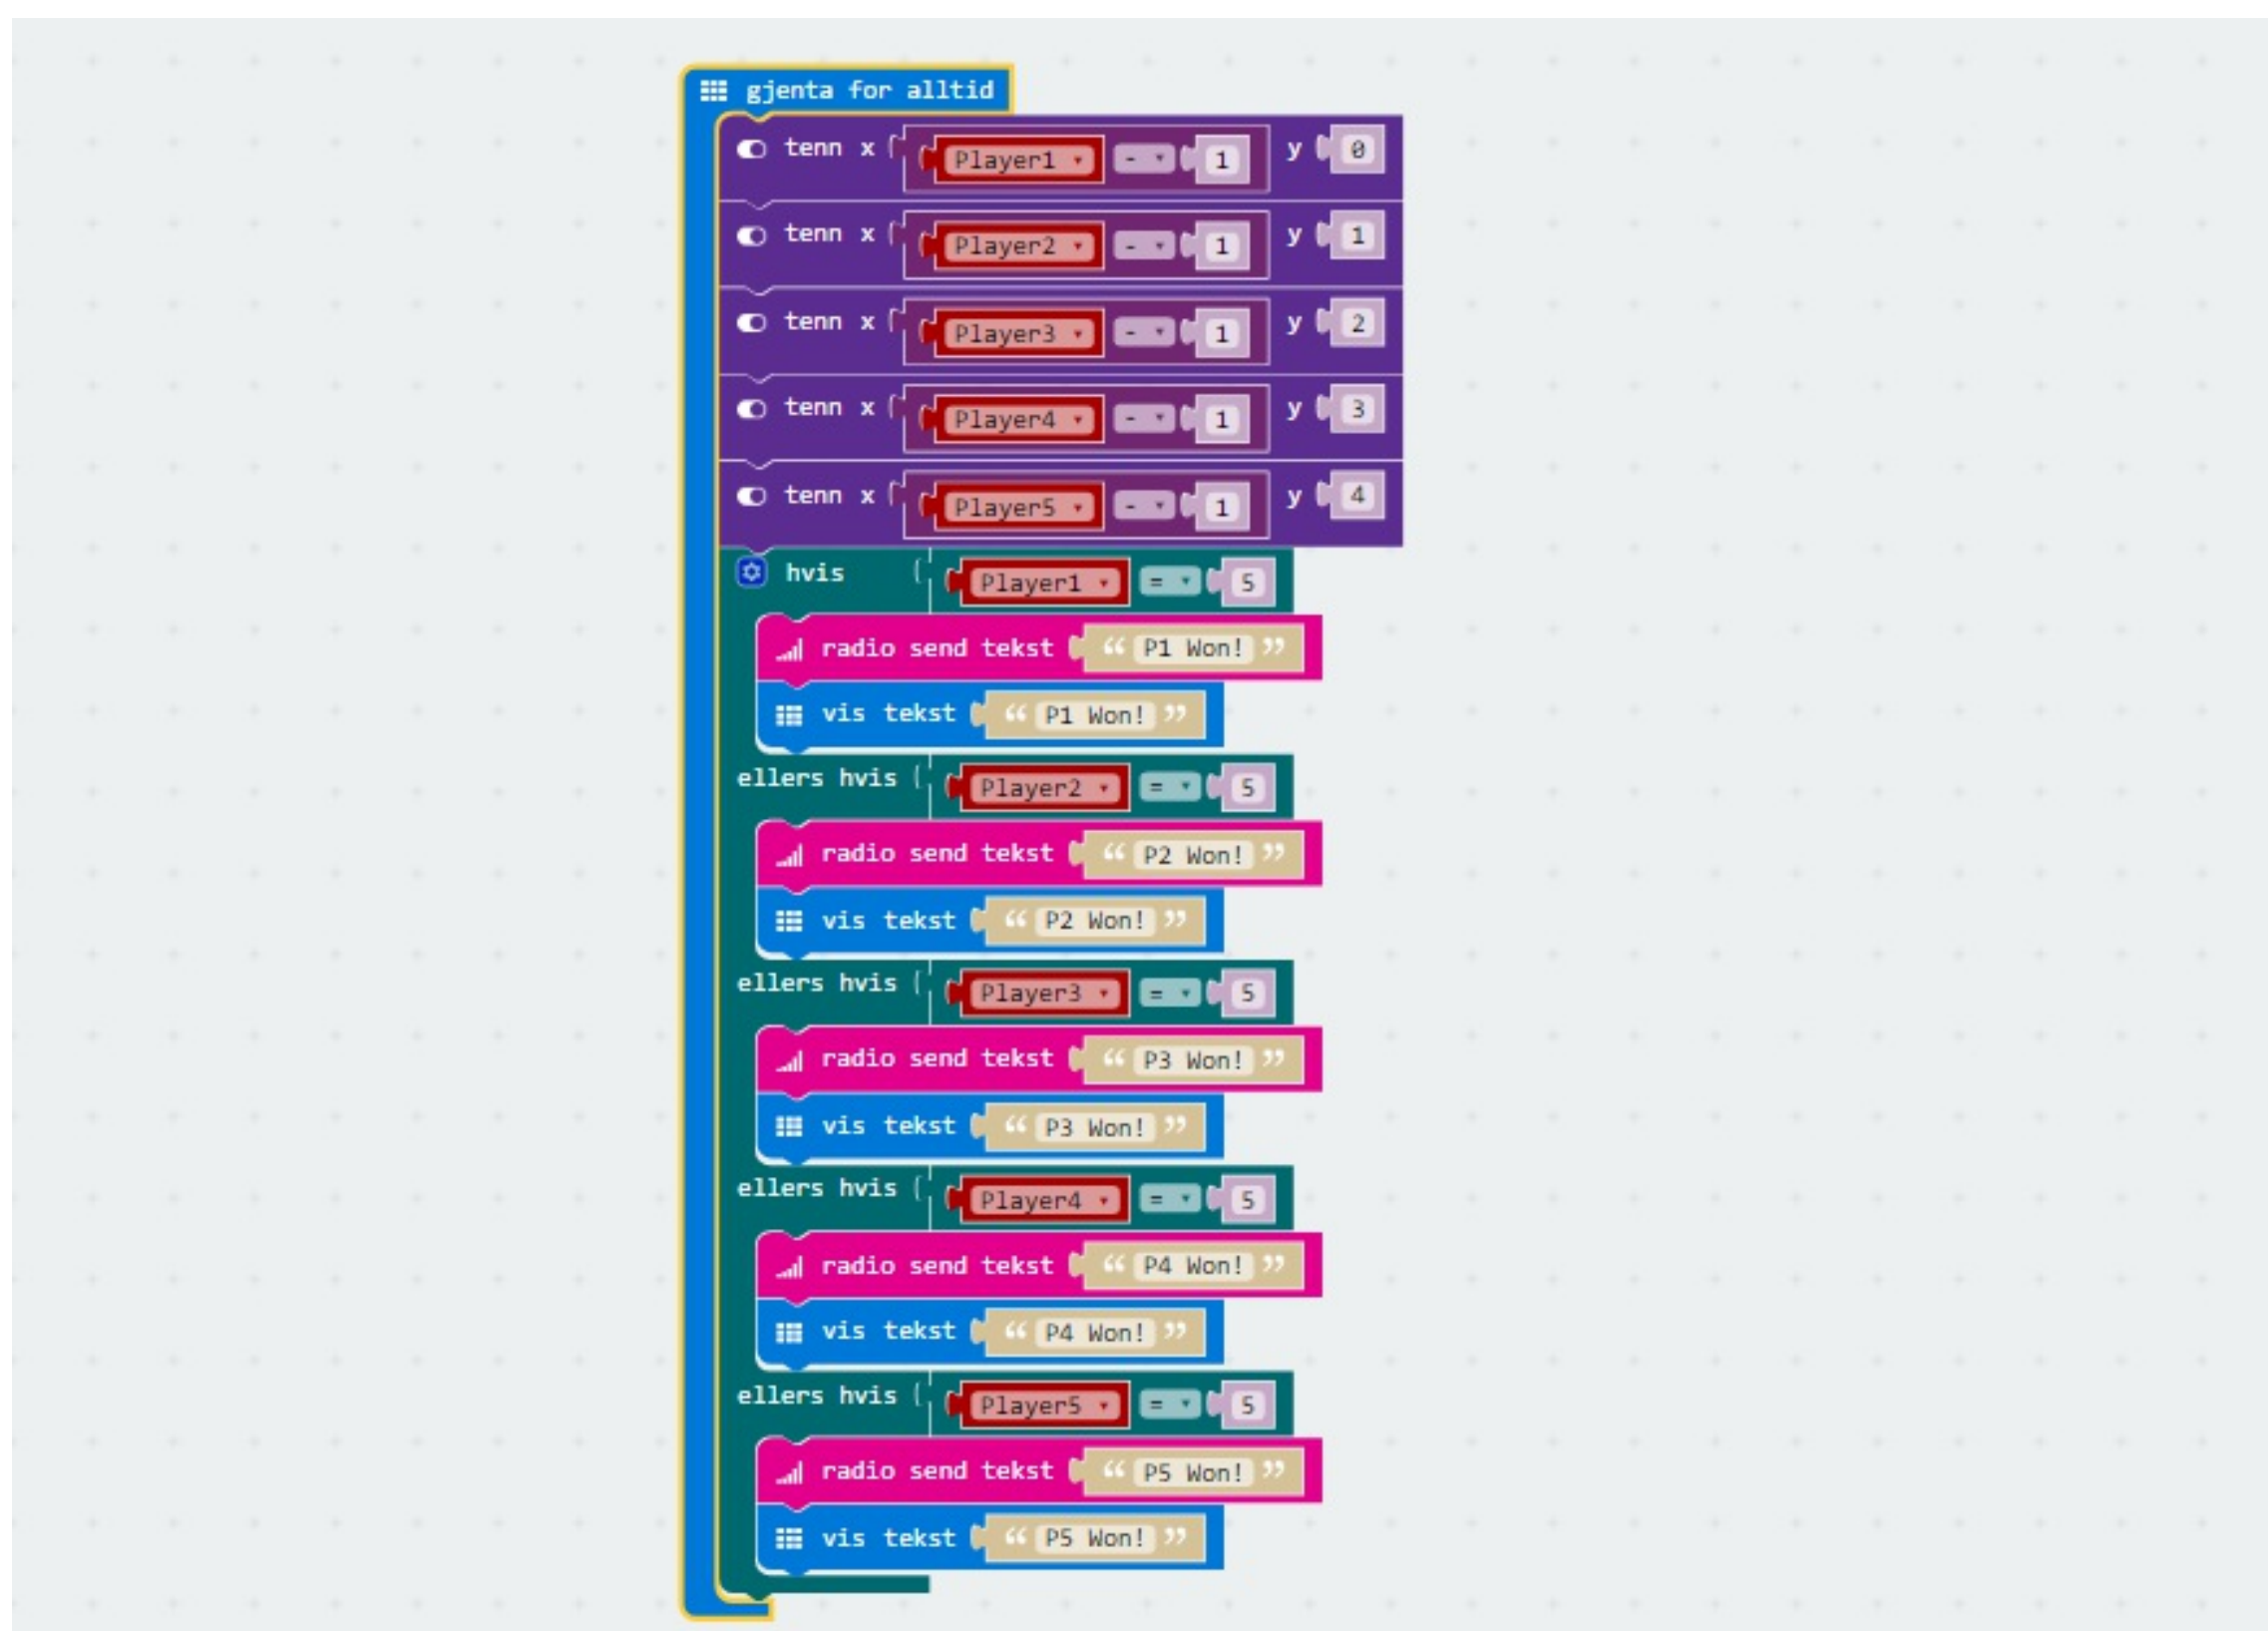 gjenta for alltid
tenn x Player1 - 1 y 0
tenn x Player2 - 1 y 1
tenn x Player3 - 1 y 2
tenn x Player4 - 1 y 3
tenn x Player5 - 1 y 4
hvis Player1 = 5
radio send tekst “ P1 Won! ”
vis tekst “ P1 Won! ”
ellers hvis Player2 = 5
radio send tekst “ P2 Won! ”
vis tekst “ P2 Won! ”
ellers hvis Player3 = 5
radio send tekst “ P3 Won! ”
vis tekst “ P3 Won! ”
ellers hvis Player4 = 5
radio send tekst “ P4 Won! ”
vis tekst “ P4 Won! ”
ellers hvis Player5 = 5
radio send tekst “ P5 Won! ”
vis tekst “ P5 Won! ”